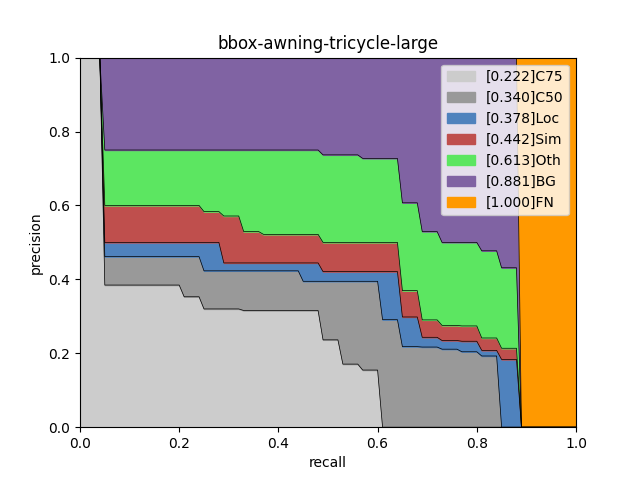 bbox-awning-tricycle-large
1.0
0.8
0.6
0.4
0.2
0.0
precision
[0.222]C75
[0.340]C50
[0.378]Loc
[0.442]Sim
[0.613]Oth
[0.881]BG
[1.000]FN
0.0 0.2 0.4 0.6 0.8 1.0
recall